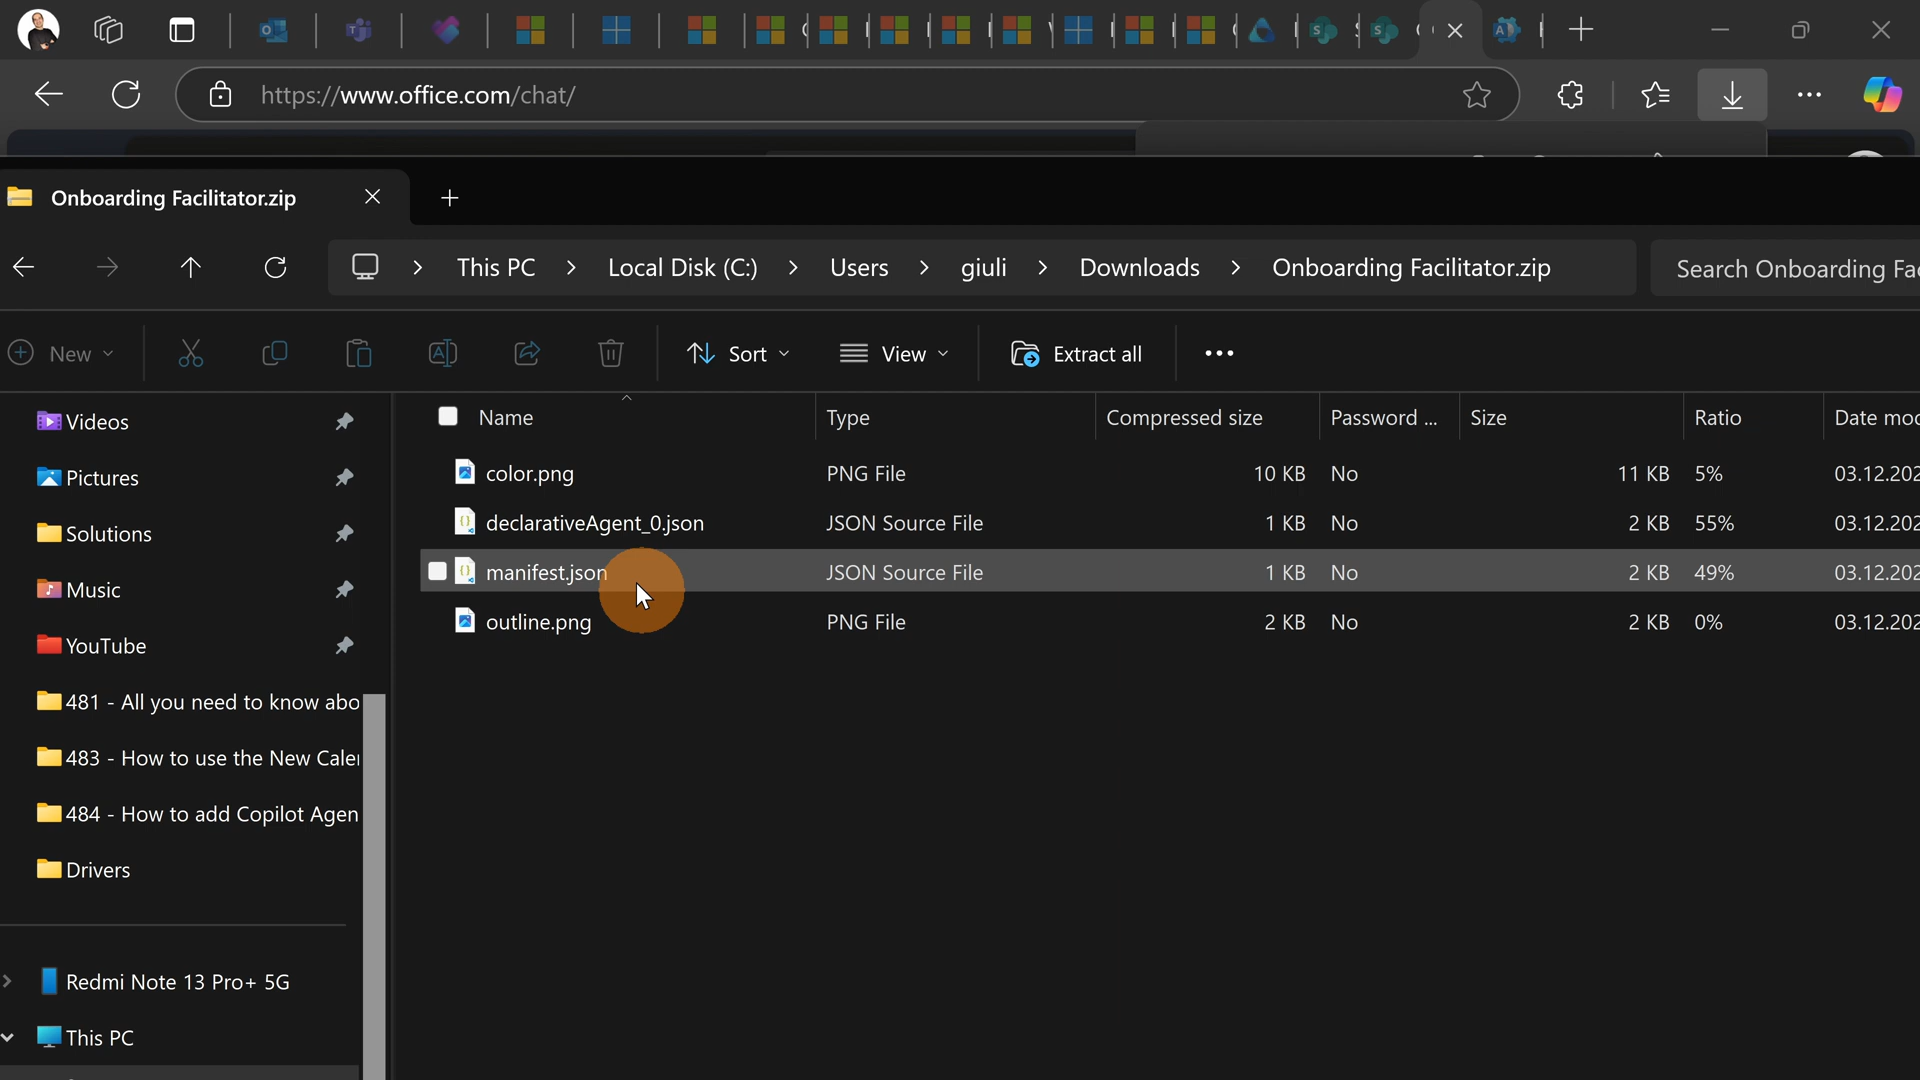 https://www.office.com/chat/
Onboarding Facilitator.zip
This PC > Local Disk (C:) > Users > giuli > Downloads > Onboarding Facilitator.zip
Search Onboarding Fac
New
Sort
View
Extract all
Name Type Compressed size Password ... Size Ratio Date moc
color.png PNG File 10 KB No 11 KB 5% 03.12.202
declarativeAgent_0.json JSON Source File 1 KB No 2 KB 55% 03.12.202
manifest.json JSON Source File 1 KB No 2 KB 49% 03.12.202
outline.png PNG File 2 KB No 2 KB 0% 03.12.202
Videos
Pictures
Solutions
Music
YouTube
481 - All you need to know abo
483 - How to use the New Cale
484 - How to add Copilot Agen
Drivers
Redmi Note 13 Pro+ 5G
This PC